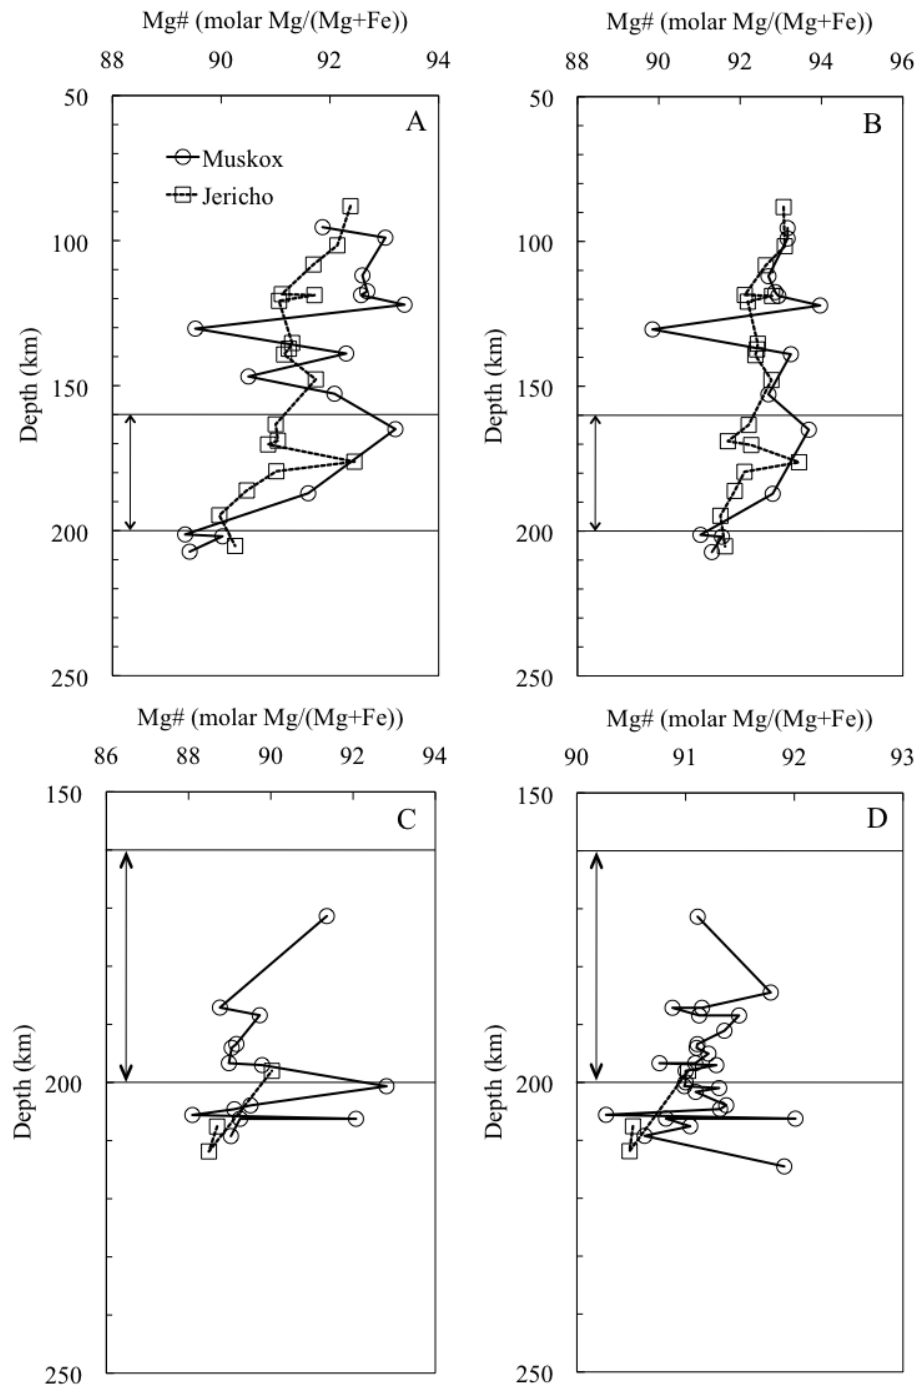 Mg# (molar Mg/(Mg+Fe))
88 90 92 94
50
100
150
200
250
Depth (km)
A
Muskox
Jericho
Mg# (molar Mg/(Mg+Fe))
88 90 92 94 96
50
100
150
200
250
Depth (km)
B
Mg# (molar Mg/(Mg+Fe))
86 88 90 92 94
150
200
250
Depth (km)
C
Mg# (molar Mg/(Mg+Fe))
90 91 92 93
150
200
250
Depth (km)
D